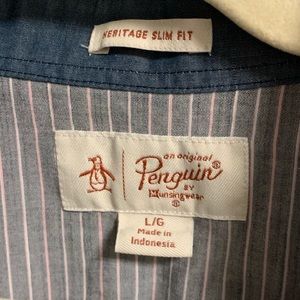 HERITAGE SLIM FIT
an original
Penguin®
BY
Munsingwear
®
L/G
Made in
Indonesia